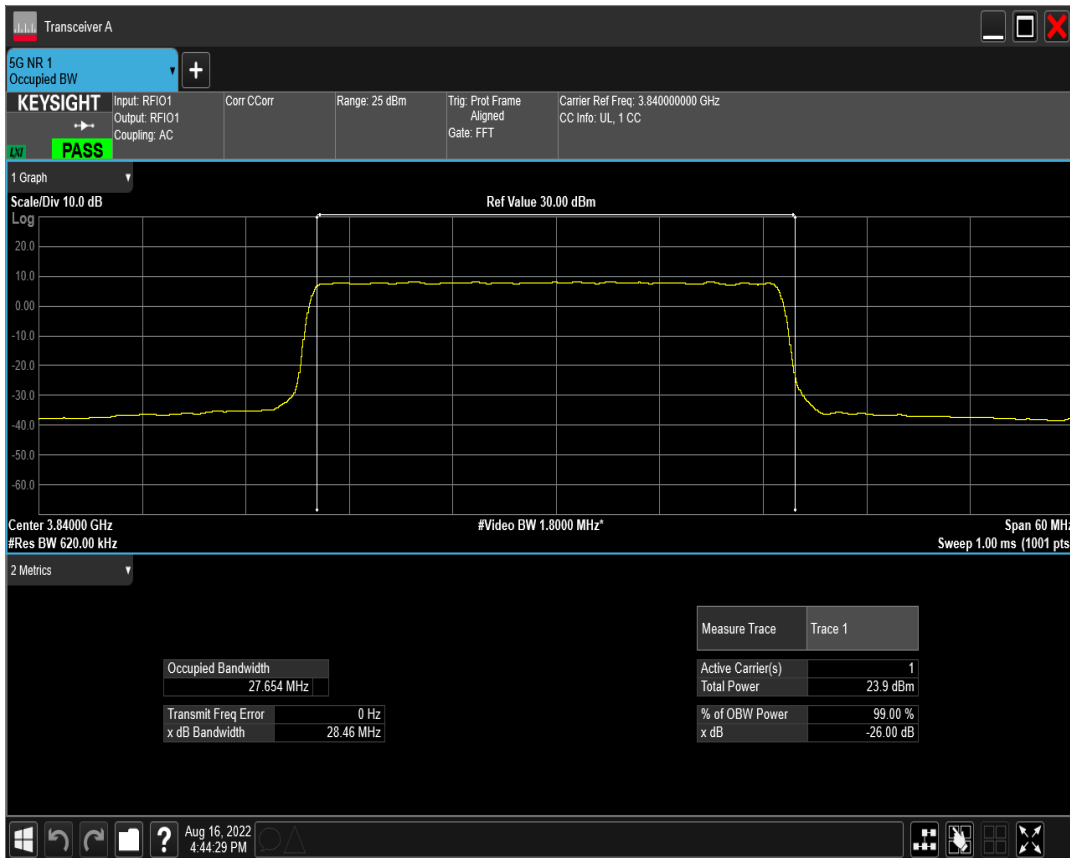 Transceiver A
5G NR 1
Occupied BW
+
KEYSIGHT
LXI
PASS
Input: RFIO1
Output: RFIO1
Coupling: AC
Corr CCorr
Range: 25 dBm
Trig: Prot Frame
Aligned
Gate: FFT
Carrier Ref Freq: 3.840000000 GHz
CC Info: UL, 1 CC
1 Graph
Scale/Div 10.0 dB
Ref Value 30.00 dBm
Log
20.0
10.0
0.00
-10.0
-20.0
-30.0
-40.0
-50.0
-60.0
Center 3.84000 GHz
#Video BW 1.8000 MHz*
Span 60 MHz
#Res BW 620.00 kHz
Sweep 1.00 ms (1001 pts
2 Metrics
Measure Trace Trace 1
Occupied Bandwidth
27.654 MHz
Active Carrier(s) 1
Total Power 23.9 dBm
Transmit Freq Error 0 Hz
x dB Bandwidth 28.46 MHz
% of OBW Power 99.00 %
x dB -26.00 dB
?
Aug 16, 2022
4:44:29 PM